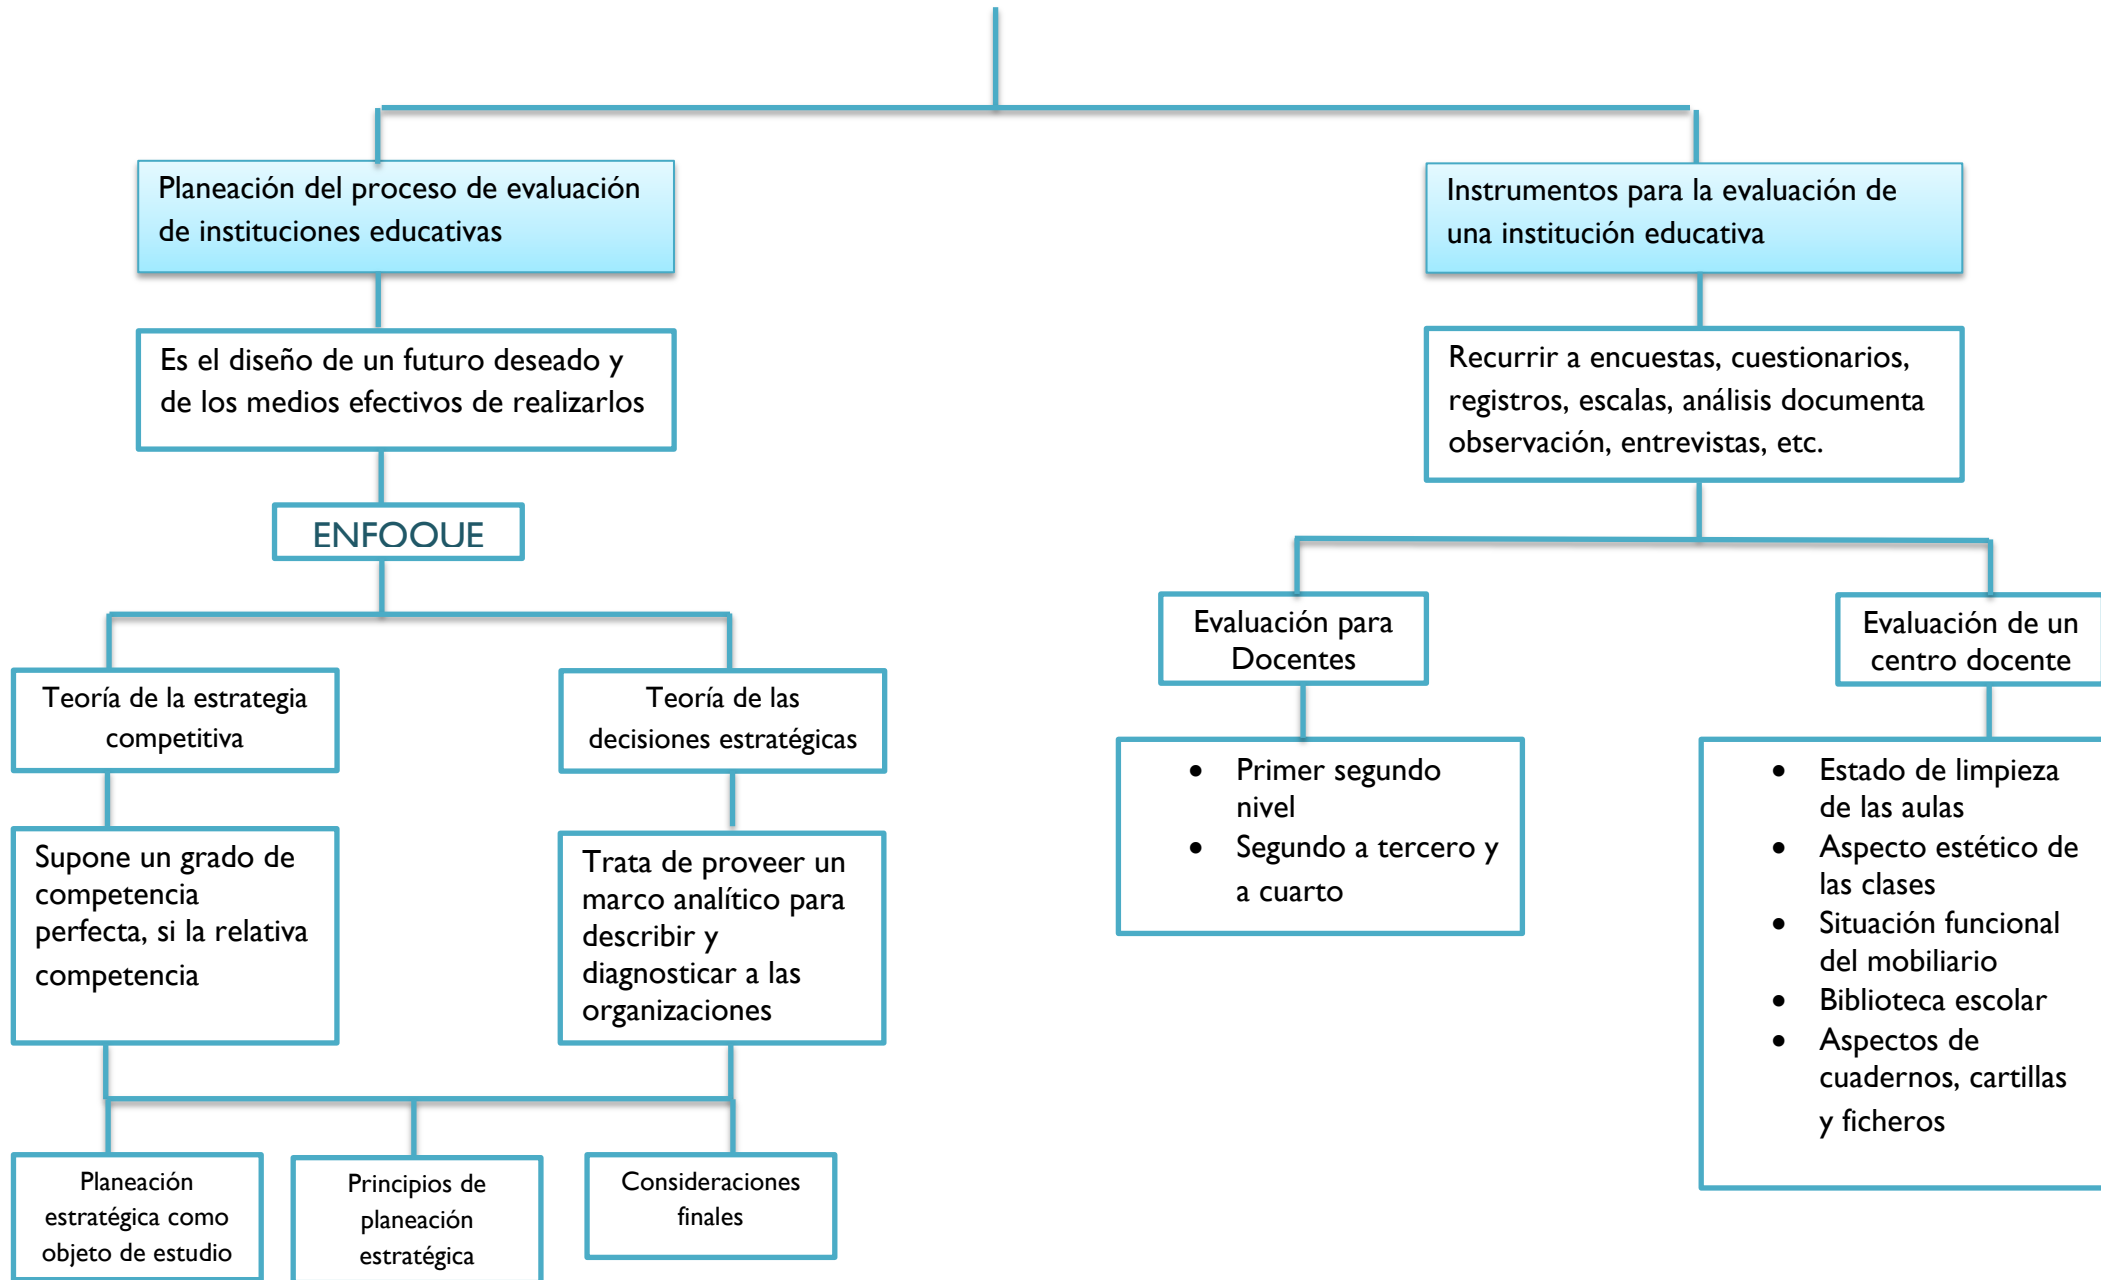 Planeación del proceso de evaluación
de instituciones educativas
Instrumentos para la evaluación de
una institución educativa
Es el diseño de un futuro deseado y
de los medios efectivos de realizarlos
Recurrir a encuestas, cuestionarios,
registros, escalas, análisis documenta
observación, entrevistas, etc.
ENFOQUE
Teoría de la estrategia
competitiva
Teoría de las
decisiones estratégicas
Evaluación para
Docentes
Evaluación de un
centro docente
Supone un grado de
competencia
perfecta, si la relativa
competencia
Trata de proveer un
marco analítico para
describir y
diagnosticar a las
organizaciones
• Primer segundo
nivel
• Segundo a tercero y
a cuarto
• Estado de limpieza
de las aulas
• Aspecto estético de
las clases
• Situación funcional
del mobiliario
• Biblioteca escolar
• Aspectos de
cuadernos, cartillas
y ficheros
Planeación
estratégica como
objeto de estudio
Principios de
planeación
estratégica
Consideraciones
finales